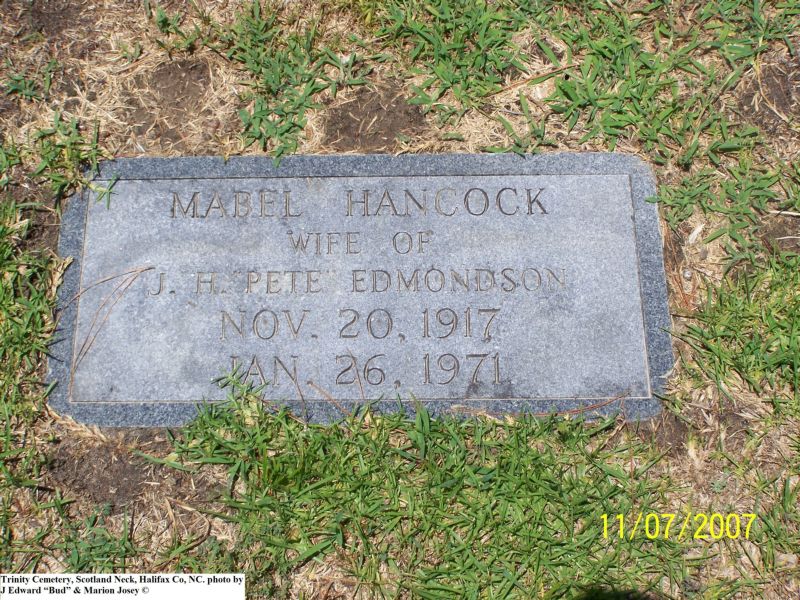 MABEL HANCOCK
WIFE OF
J. H. "PETE" EDMONDSON
NOV. 20, 1917
JAN. 26, 1971
11/07/2007
Trinity Cemetery, Scotland Neck, Halifax Co, NC. photo by
J Edward “Bud” & Marion Josey ©